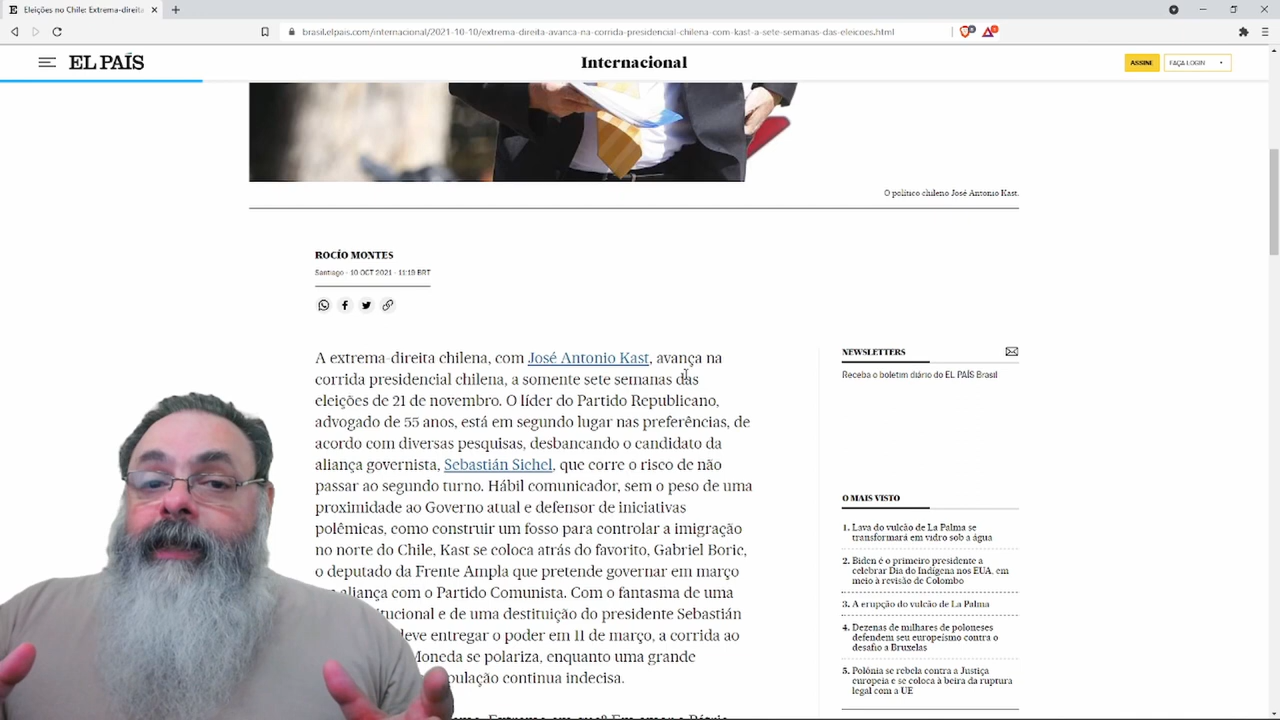 Eleições no Chile: Extrema-direita
brasil.elpais.com/internacional/2021-10-10/extrema-direita-avanca-na-corrida-presidencial-chilena-com-kast-a-sete-semanas-das-eleicoes.html
EL PAÍS
Internacional
ASSINE
FAÇA LOGIN
O político chileno José Antonio Kast.
ROCÍO MONTES
Santiago - 10 OCT 2021 - 11:19 BRT
A extrema-direita chilena, com José Antonio Kast, avança na
corrida presidencial chilena, a somente sete semanas das
eleições de 21 de novembro. O líder do Partido Republicano,
advogado de 55 anos, está em segundo lugar nas preferências, de
acordo com diversas pesquisas, desbancando o candidato da
aliança governista, Sebastián Sichel, que corre o risco de não
passar ao segundo turno. Hábil comunicador, sem o peso de uma
proximidade ao Governo atual e defensor de iniciativas
polêmicas, como construir um fosso para controlar a imigração
no norte do Chile, Kast se coloca atrás do favorito, Gabriel Boric,
o deputado da Frente Ampla que pretende governar em março
aliança com o Partido Comunista. Com o fantasma de uma
e de uma destituição do presidente Sebastián
deve entregar o poder em 11 de março, a corrida ao
Moneda se polariza, enquanto uma grande
continua indecisa.
NEWSLETTERS
Receba o boletim diário do EL PAÍS Brasil
O MAIS VISTO
1. Lava do vulcão de La Palma se
transformará em vidro sob a água
2. Biden é o primeiro presidente a
celebrar Dia do Indígena nos EUA, em
meio à revisão de Colombo
3. A erupção do vulcão de La Palma
4. Dezenas de milhares de poloneses
defendem seu europeísmo contra o
desafio a Bruxelas
5. Polônia se rebela contra a Justiça
europeia e se coloca à beira da ruptura
legal com a UE